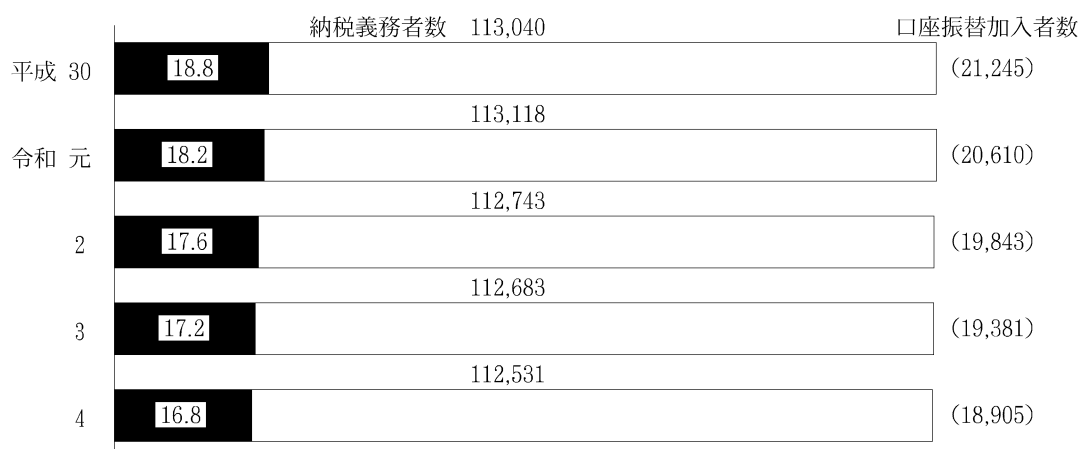 納税義務者数 113,040 口座振替加入者数
平成 30 18.8 (21,245)
113,118
令和 元 18.2 (20,610)
112,743
2 17.6 (19,843)
112,683
3 17.2 (19,381)
112,531
4 16.8 (18,905)